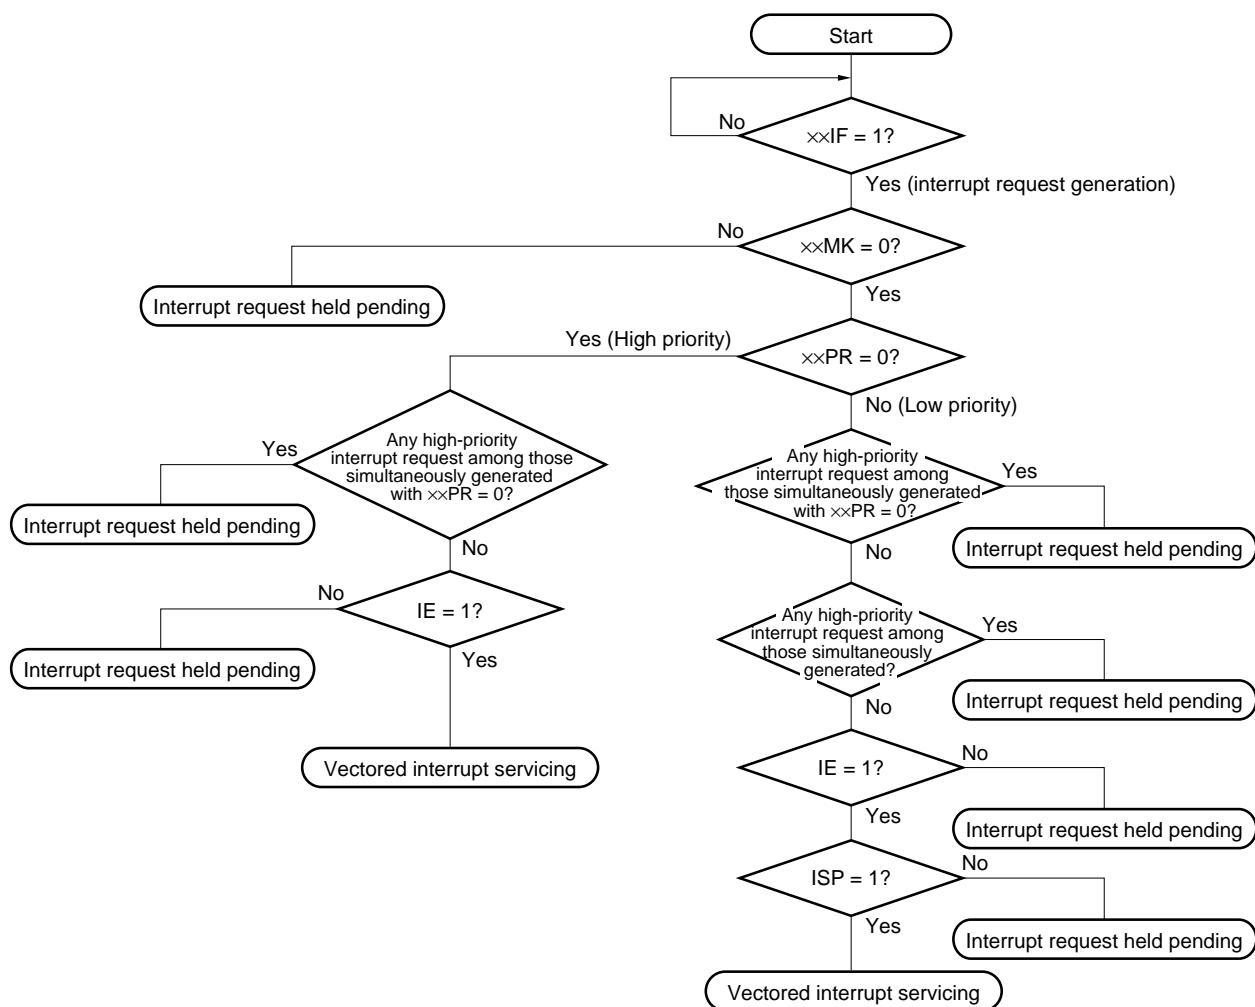 Start
No
××IF = 1?
Yes (interrupt request generation)
No
××MK = 0?
Interrupt request held pending
Yes
Yes (High priority)
××PR = 0?
No (Low priority)
Yes
Any high-priority
interrupt request among those
simultaneously generated
with ××PR = 0?
Any high-priority
interrupt request among
those simultaneously generated
with ××PR = 0?
Yes
Interrupt request held pending
No
Interrupt request held pending
No
No
IE = 1?
Any high-priority
interrupt request among
those simultaneously
generated?
Yes
Interrupt request held pending
Yes
Interrupt request held pending
No
Vectored interrupt servicing
IE = 1?
No
Yes
Interrupt request held pending
ISP = 1?
No
Yes
Interrupt request held pending
Vectored interrupt servicing